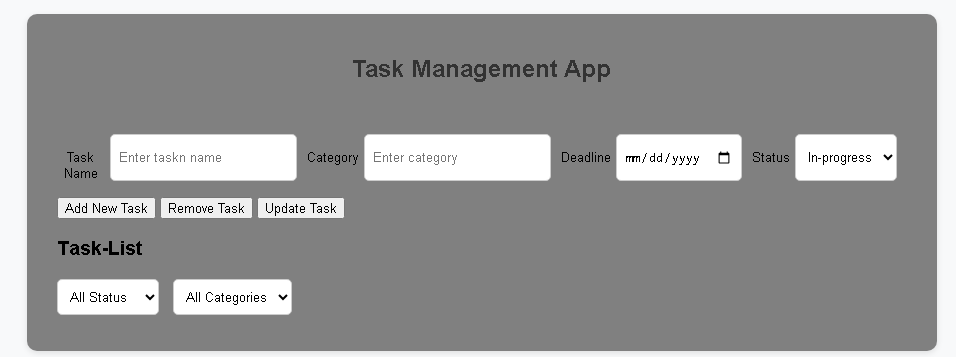 Task Management App
Task Name Enter taskn name Category Enter category Deadline mm/dd/yyyy Status In-progress
Add New Task Remove Task Update Task
Task-List
All Status All Categories